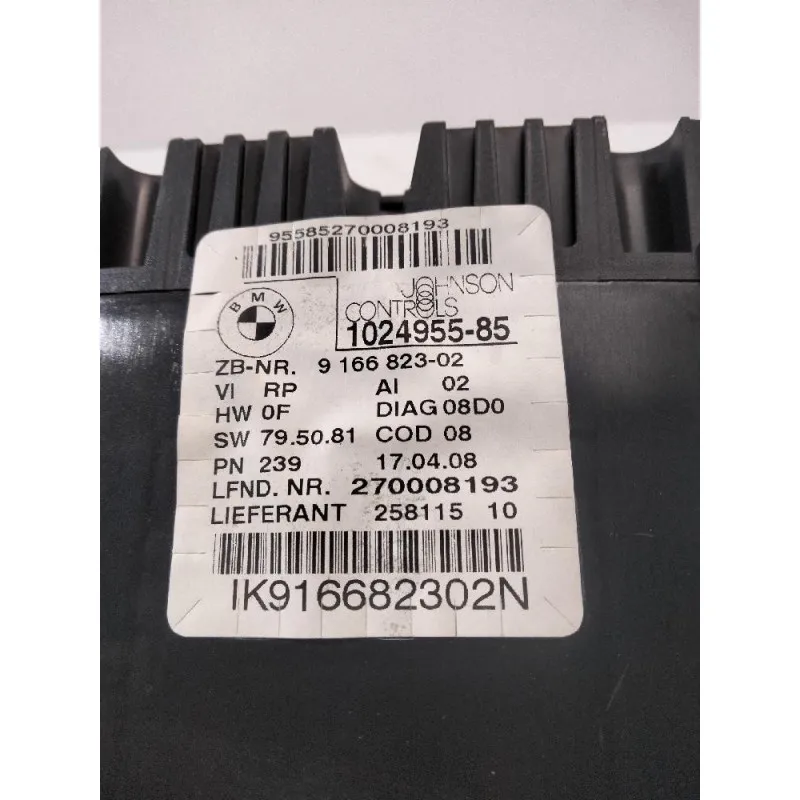 95585270008193
BMW
JOHNSON
CONTROLS
1024955-85
ZB-NR. 9 166 823-02
VI RP AI 02
HW 0F DIAG 08D0
SW 79.50.81 COD 08
PN 239 17.04.08
LFND. NR. 270008193
LIEFERANT 258115 10
IK916682302N